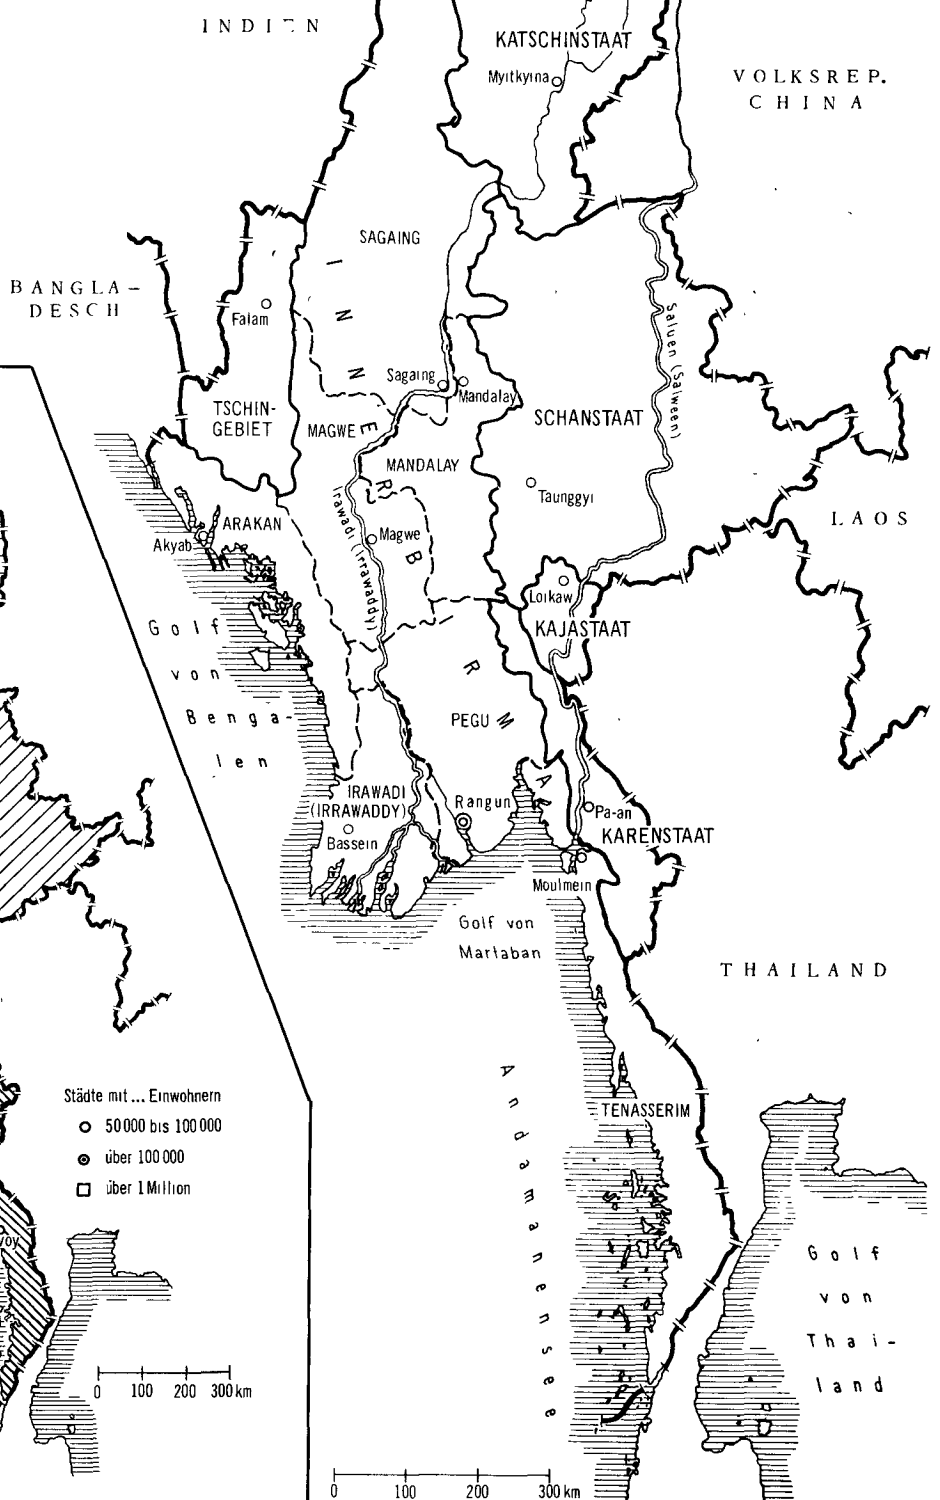 INDIEN
KATSCHINSTAAT
Myitkyina
VOLKSREP.
CHINA
SAGAING
BANGLA-
DESCH
Falam
INNERBIRMA
Saluen (Salween)
Sagaing
Mandalay
TSCHIN-
GEBIET
MAGWE
SCHANSTAAT
MANDALAY
Taunggyi
Irawadi (Irrawaddy)
ARAKAN
Akyab
Magwe
LAOS
Loikaw
KAJASTAAT
Golf
von
Benga-
len
PEGU
IRAWADI
(IRRAWADDY)
Rangun
Bassein
Pa-an
KARENSTAAT
Moulmein
Golf von
Martaban
THAILAND
Andamanensee
TENASSERIM
Städte mit ... Einwohnern
50 000 bis 100 000
über 100 000
über 1 Million
voy
Golf
von
Thai-
land
0 100 200 300 km
0 100 200 300 km